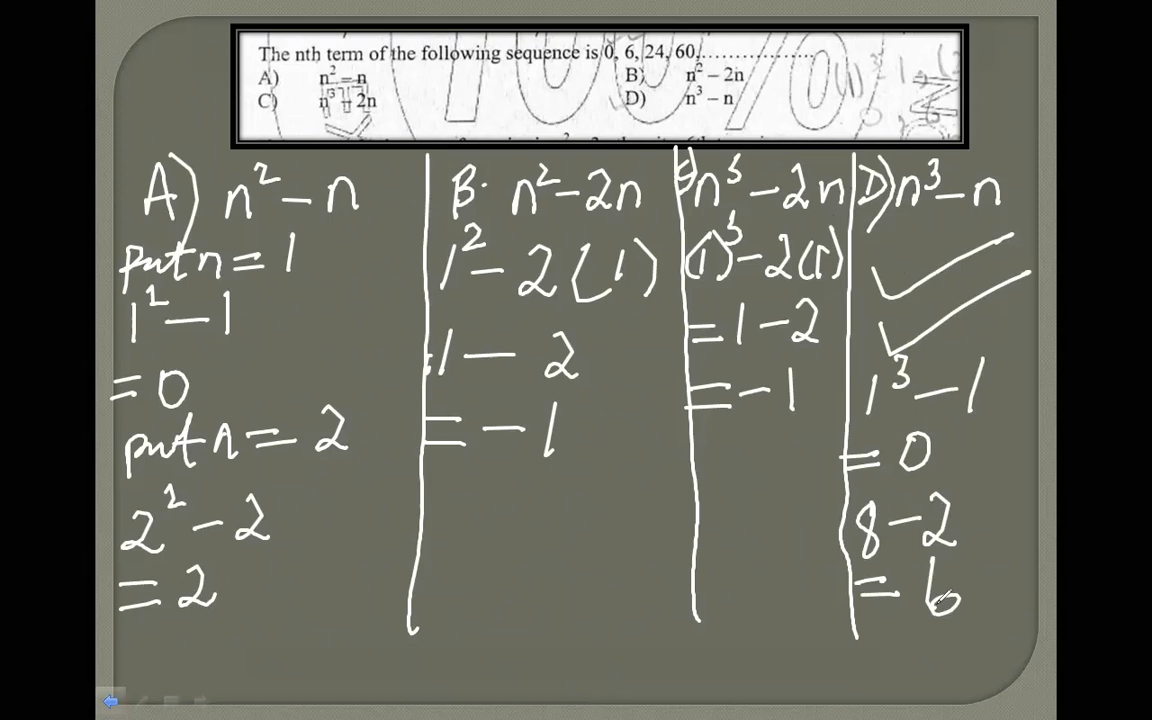 The nth term of the following sequence is 0, 6, 24, 60,..................
A) n² – n B) n² – 2n
C) n³ – 2n D) n³ – n
A) n² – n
put n = 1
1² – 1
= 0
put n = 2
2² – 2
= 2
B. n² – 2n
1² – 2(1)
1 – 2
= – 1
n³ – 2n
(1)³ – 2(1)
= 1 – 2
= – 1
D) n³ – n
1³ – 1
= 0
8 – 2
= 6